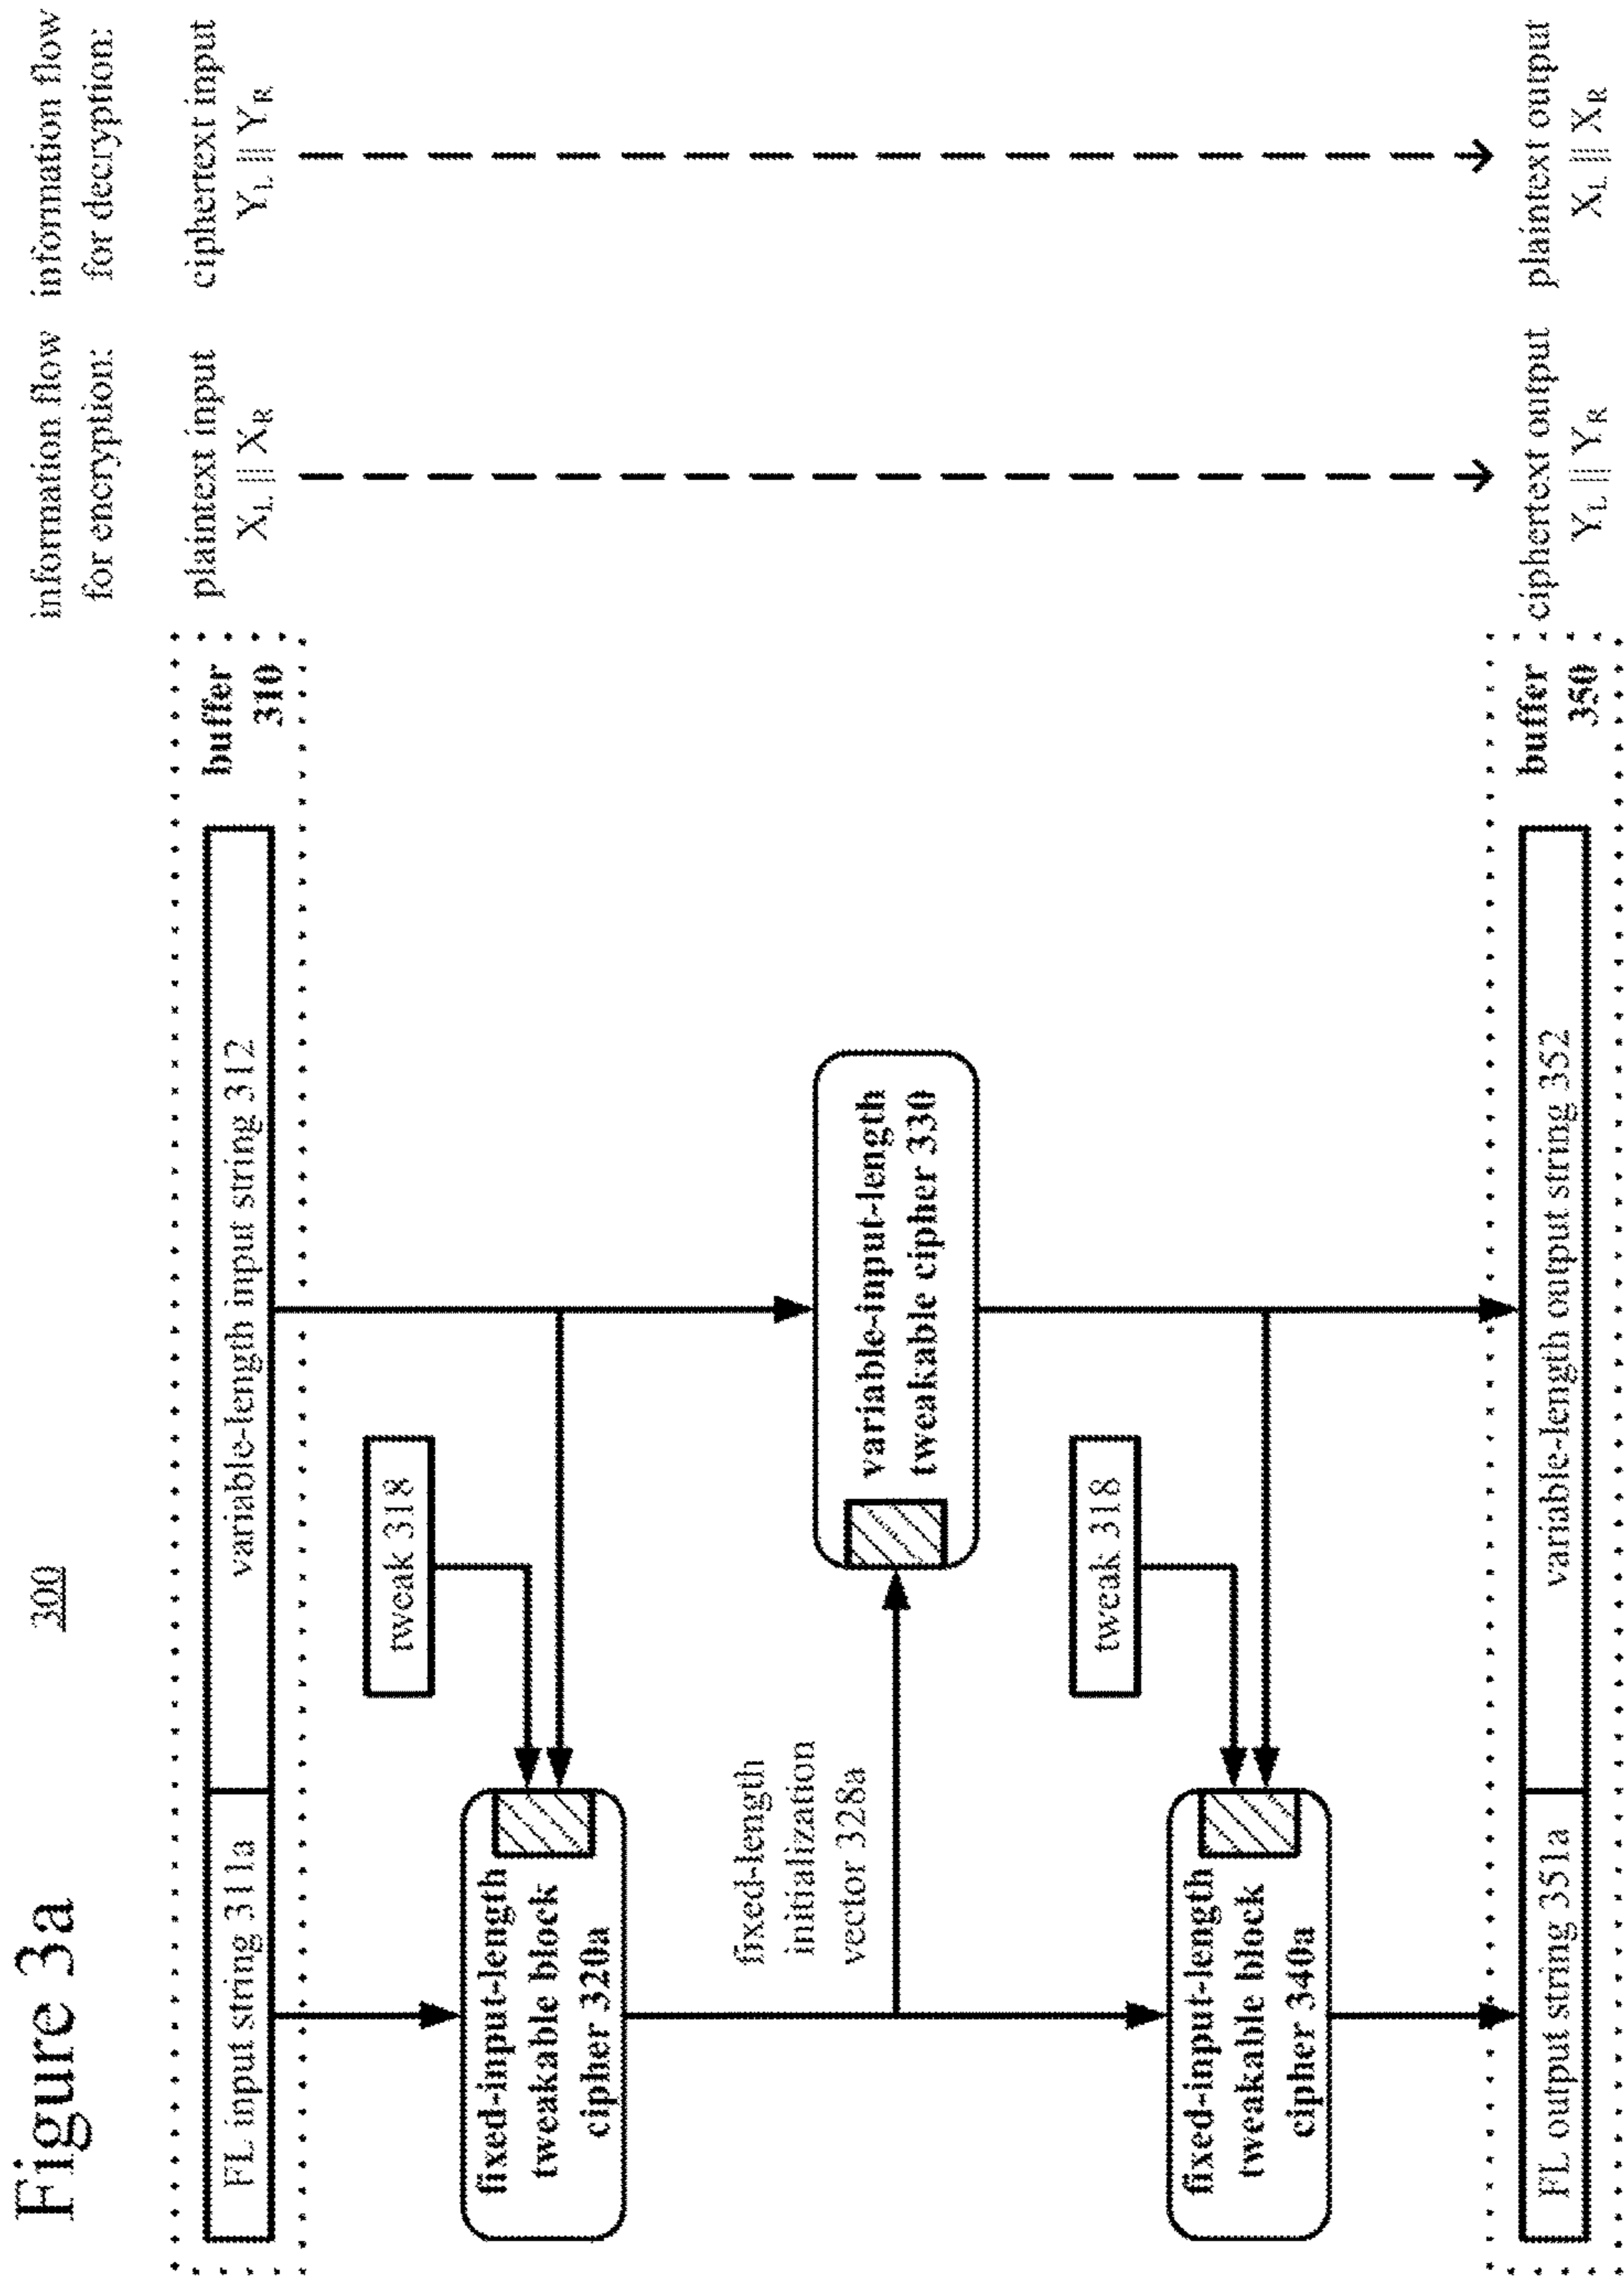 Figure 3a
300
information flow
for encryption:
information flow
for decryption:
FL input string 311a
variable-length input string 312
buffer
310
plaintext input
X_L ||| X_R
ciphertext input
Y_L ||| Y_R
tweak 318
fixed-input-length
tweakable block
cipher 320a
fixed-length
initialization
vector 328a
variable-input-length
tweakable cipher 330
tweak 318
fixed-input-length
tweakable block
cipher 340a
FL output string 351a
variable-length output string 352
buffer
350
ciphertext output
Y_L ||| Y_R
plaintext output
X_L ||| X_R